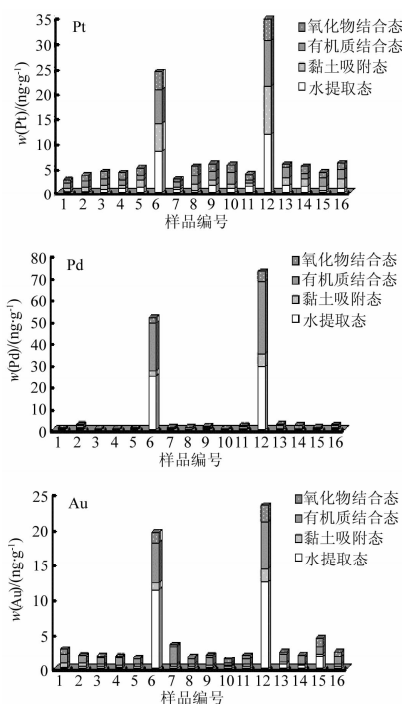 Pt
35
30
25
20
15
10
5
0
w(Pt)/(ng·g⁻¹)
氧化物结合态
有机质结合态
黏土吸附态
水提取态
1 2 3 4 5 6 7 8 9 10 11 12 13 14 15 16
样品编号
Pd
80
70
60
50
40
30
20
10
0
w(Pd)/(ng·g⁻¹)
氧化物结合态
有机质结合态
黏土吸附态
水提取态
1 2 3 4 5 6 7 8 9 10 11 12 13 14 15 16
样品编号
Au
25
20
15
10
5
0
w(Au)/(ng·g⁻¹)
氧化物结合态
有机质结合态
黏土吸附态
水提取态
1 2 3 4 5 6 7 8 9 10 11 12 13 14 15 16
样品编号